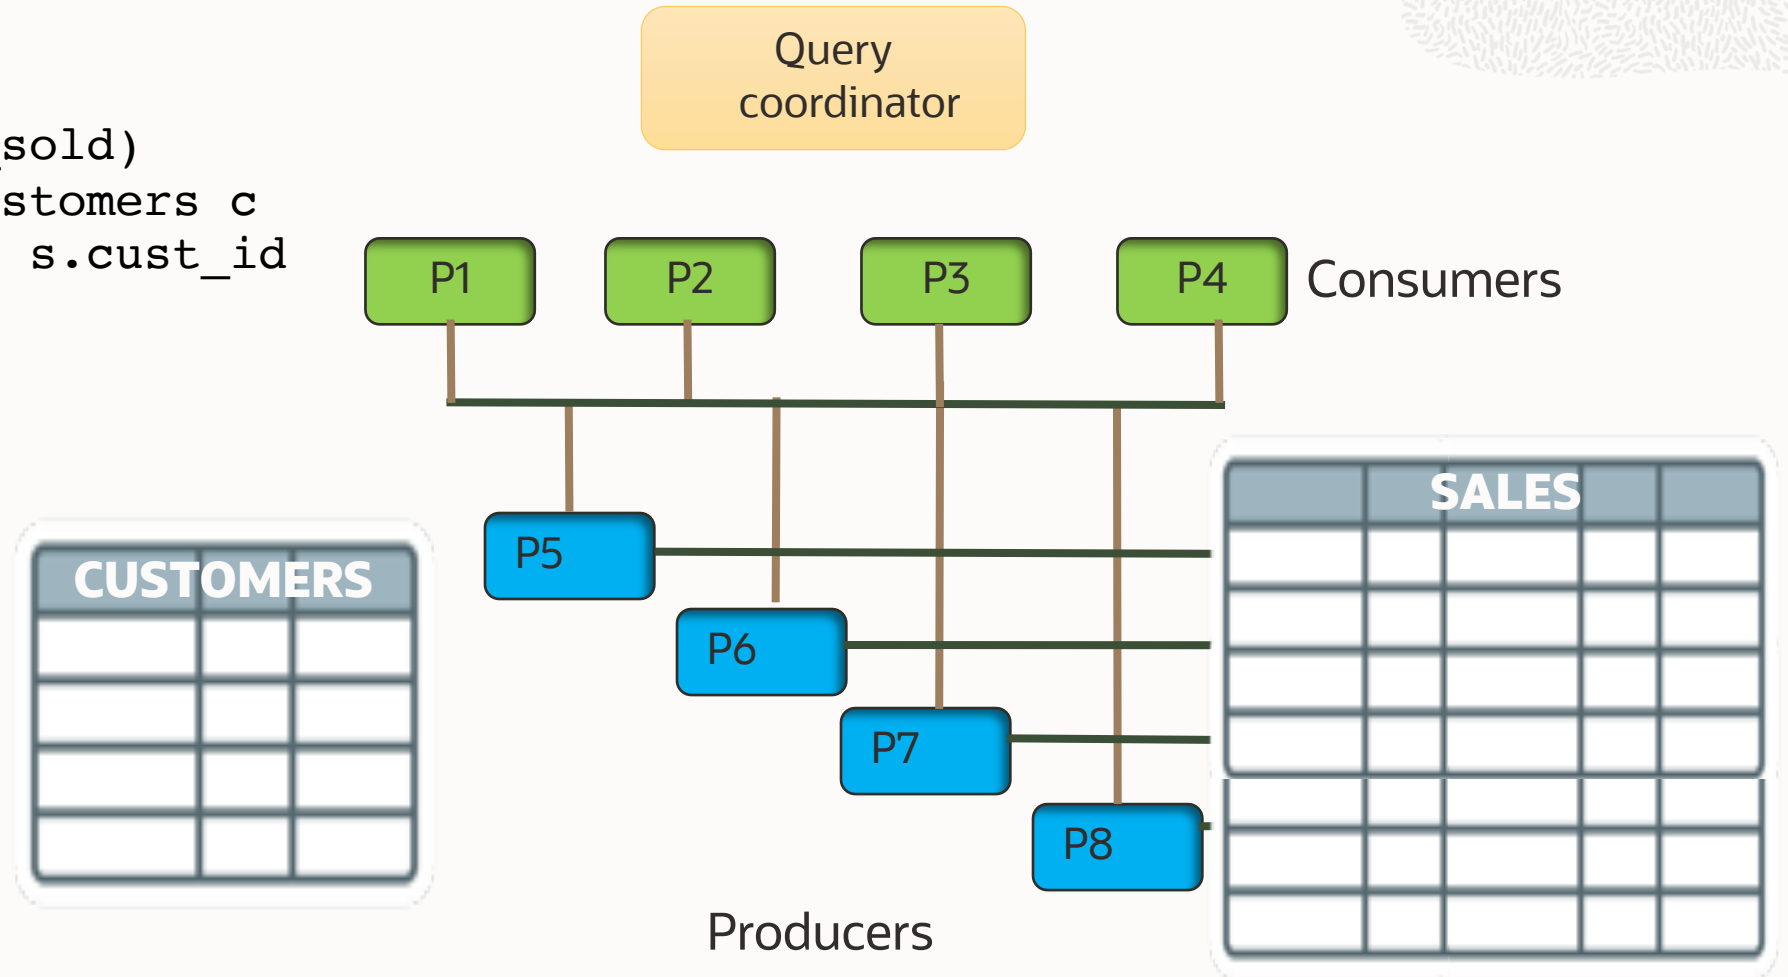 Query
coordinator
sold)
stomers c
s.cust_id
P1
P2
P3
P4
Consumers
SALES
P5
CUSTOMERS
P6
P7
P8
Producers